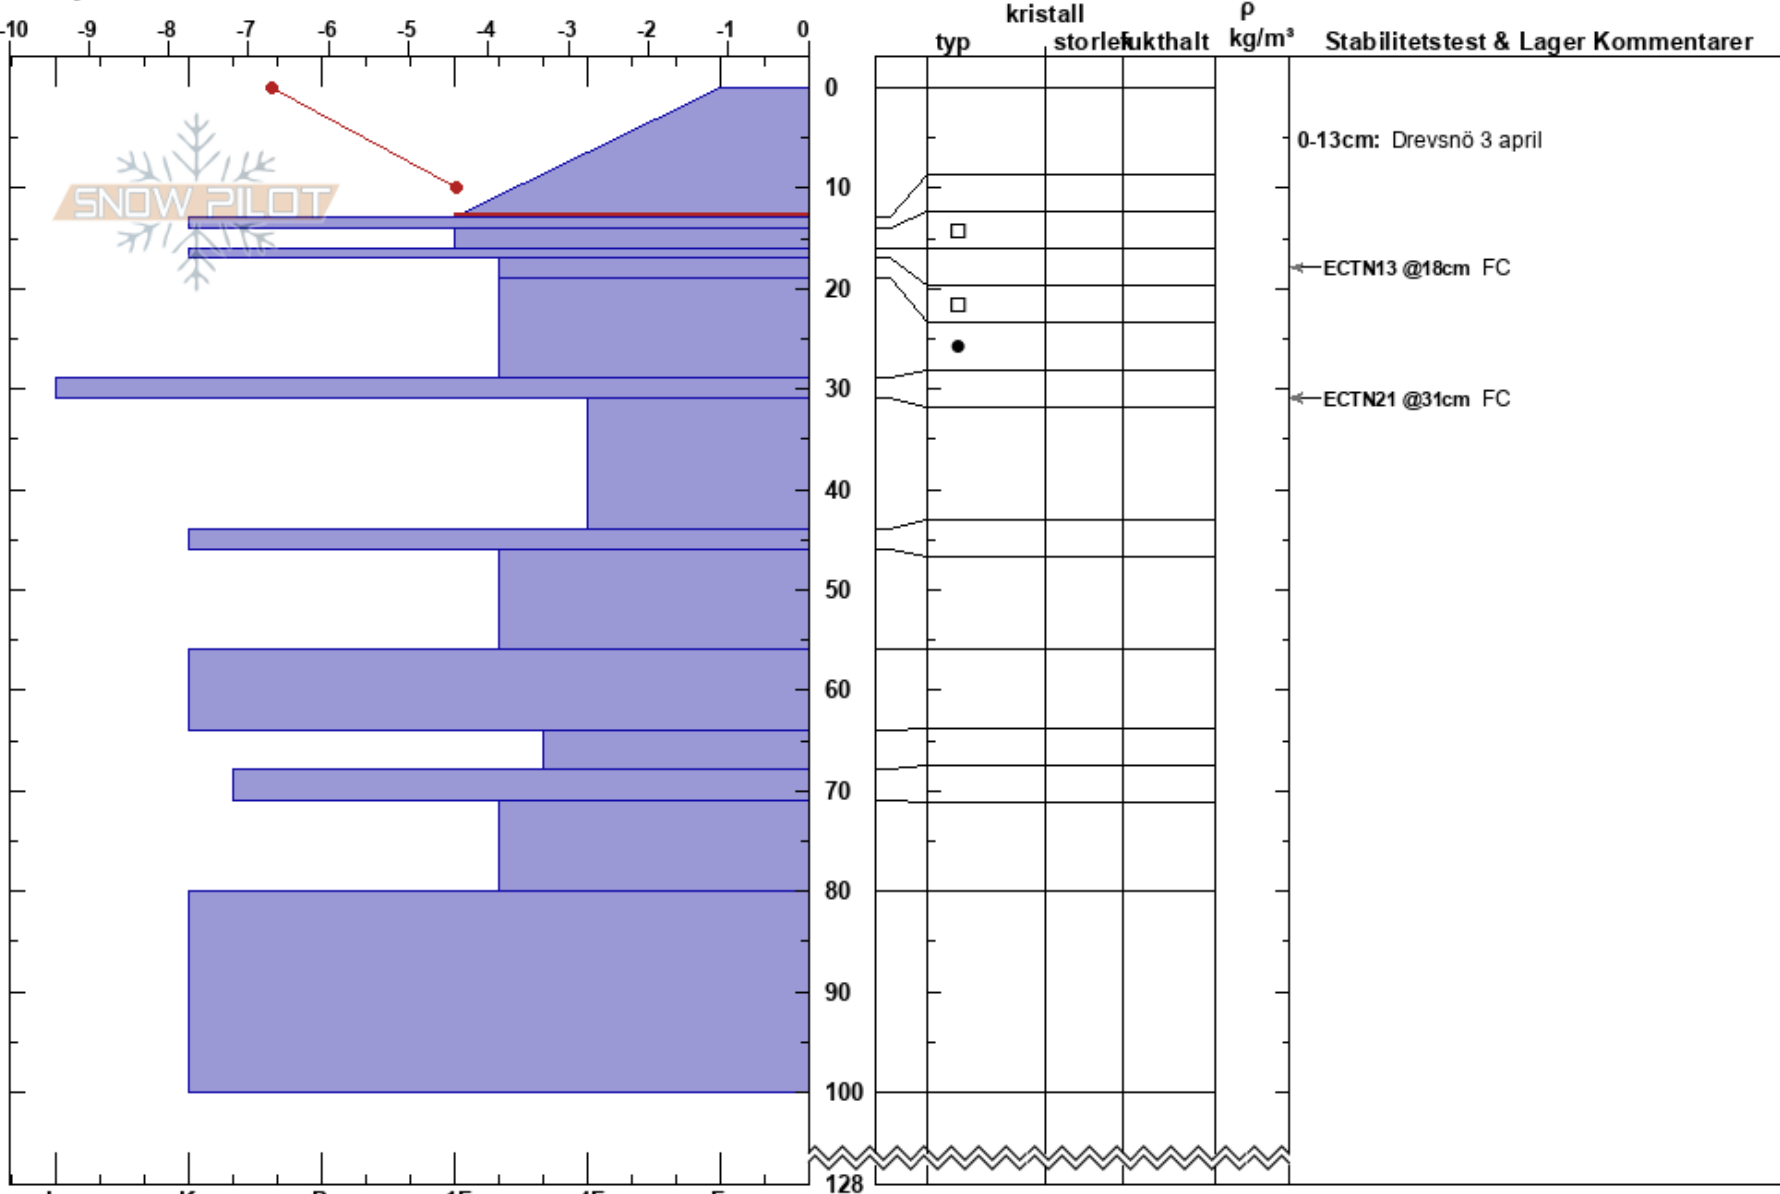 kristall ρ
-10 -9 -8 -7 -6 -5 -4 -3 -2 -1 0
typ storlek fukthalt kg/m³ Stabilitetstest & Lager Kommentarer
0
0-13cm: Drevsnö 3 april
10
SNOW PILOT
ECTN13 @18cm FC
20
30
ECTN21 @31cm FC
40
50
60
70
80
90
100
128